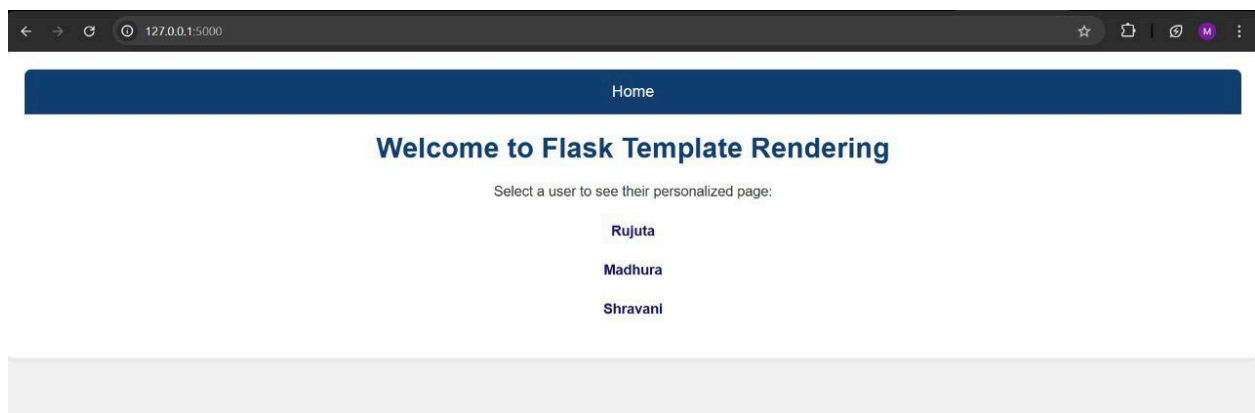 127.0.0.1:5000
M
Home
Welcome to Flask Template Rendering
Select a user to see their personalized page:
Rujuta
Madhura
Shravani